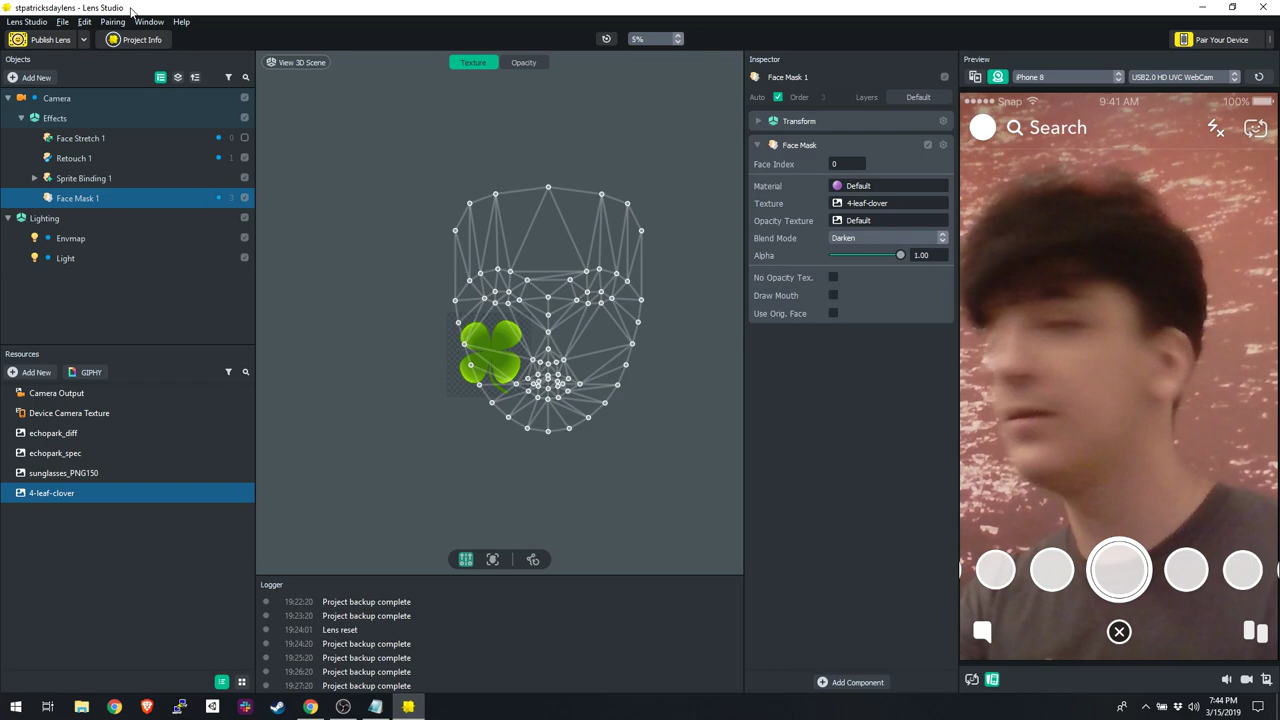 stpatricksdaylens - Lens Studio
Lens Studio File Edit Pairing Window Help
Publish Lens Project Info 5% Pair Your Device
Objects
Add New
Camera
Effects
Face Stretch 1 0
Retouch 1 1
Sprite Binding 1
Face Mask 1 3
Lighting
Envmap
Light
Resources
Add New GIPHY
Camera Output
Device Camera Texture
echopark_diff
echopark_spec
sunglasses_PNG150
4-leaf-clover
View 3D Scene Texture Opacity
Logger
19:22:20 Project backup complete
19:23:20 Project backup complete
19:24:01 Lens reset
19:24:20 Project backup complete
19:25:20 Project backup complete
19:26:20 Project backup complete
19:27:20 Project backup complete
Inspector
Face Mask 1
Auto Order 3 Layers Default
Transform
Face Mask
Face Index 0
Material Default
Texture 4-leaf-clover
Opacity Texture Default
Blend Mode Darken
Alpha 1.00
No Opacity Tex.
Draw Mouth
Use Orig. Face
Add Component
Preview
iPhone 8 USB2.0 HD UVC WebCam
Snap 9:41 AM 100%
Search
7:44 PM
3/15/2019